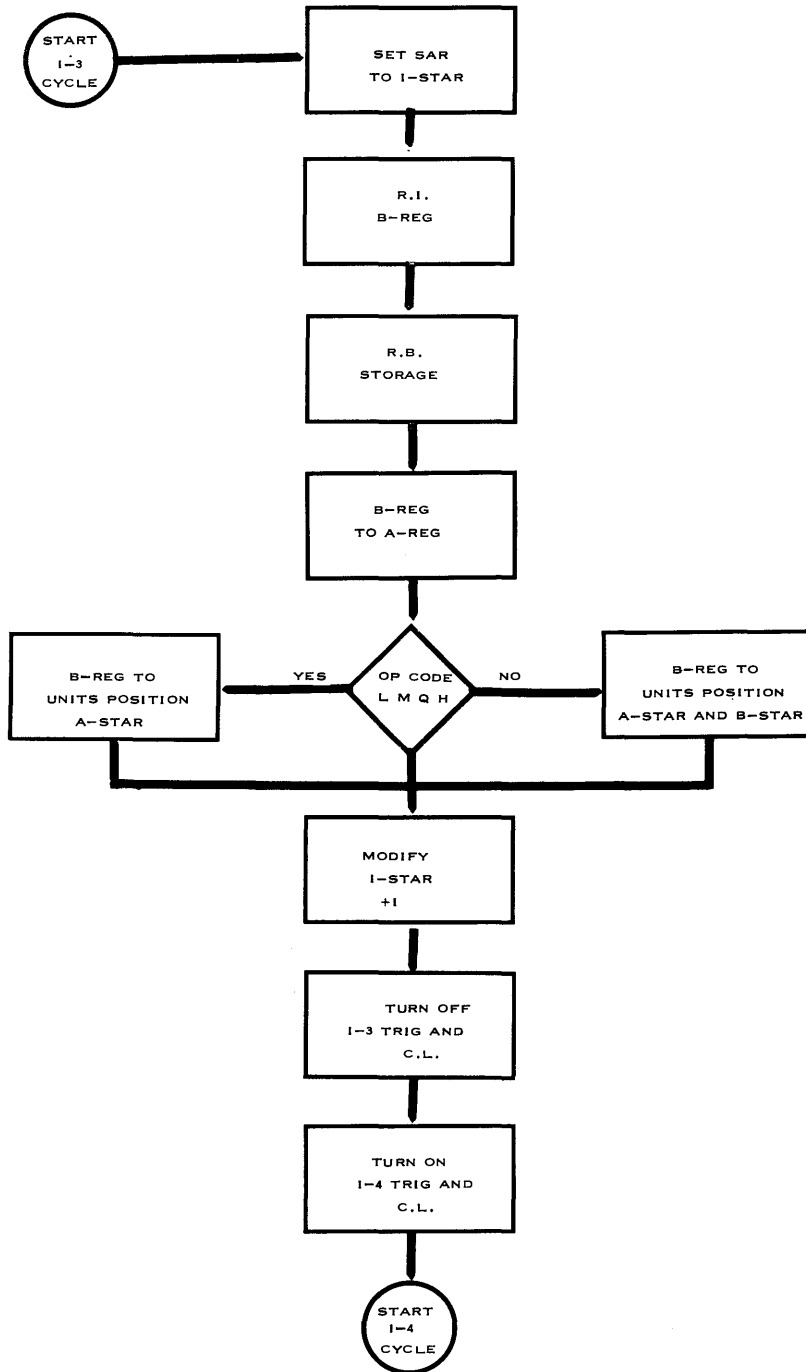 START
I-3
CYCLE
SET SAR
TO I-STAR
R.I.
B-REG
R.B.
STORAGE
B-REG
TO A-REG
B-REG TO
UNITS POSITION
A-STAR
YES
OP CODE
L M Q H
NO
B-REG TO
UNITS POSITION
A-STAR AND B-STAR
MODIFY
I-STAR
+I
TURN OFF
I-3 TRIG AND
C.L.
TURN ON
I-4 TRIG AND
C.L.
START
I-4
CYCLE